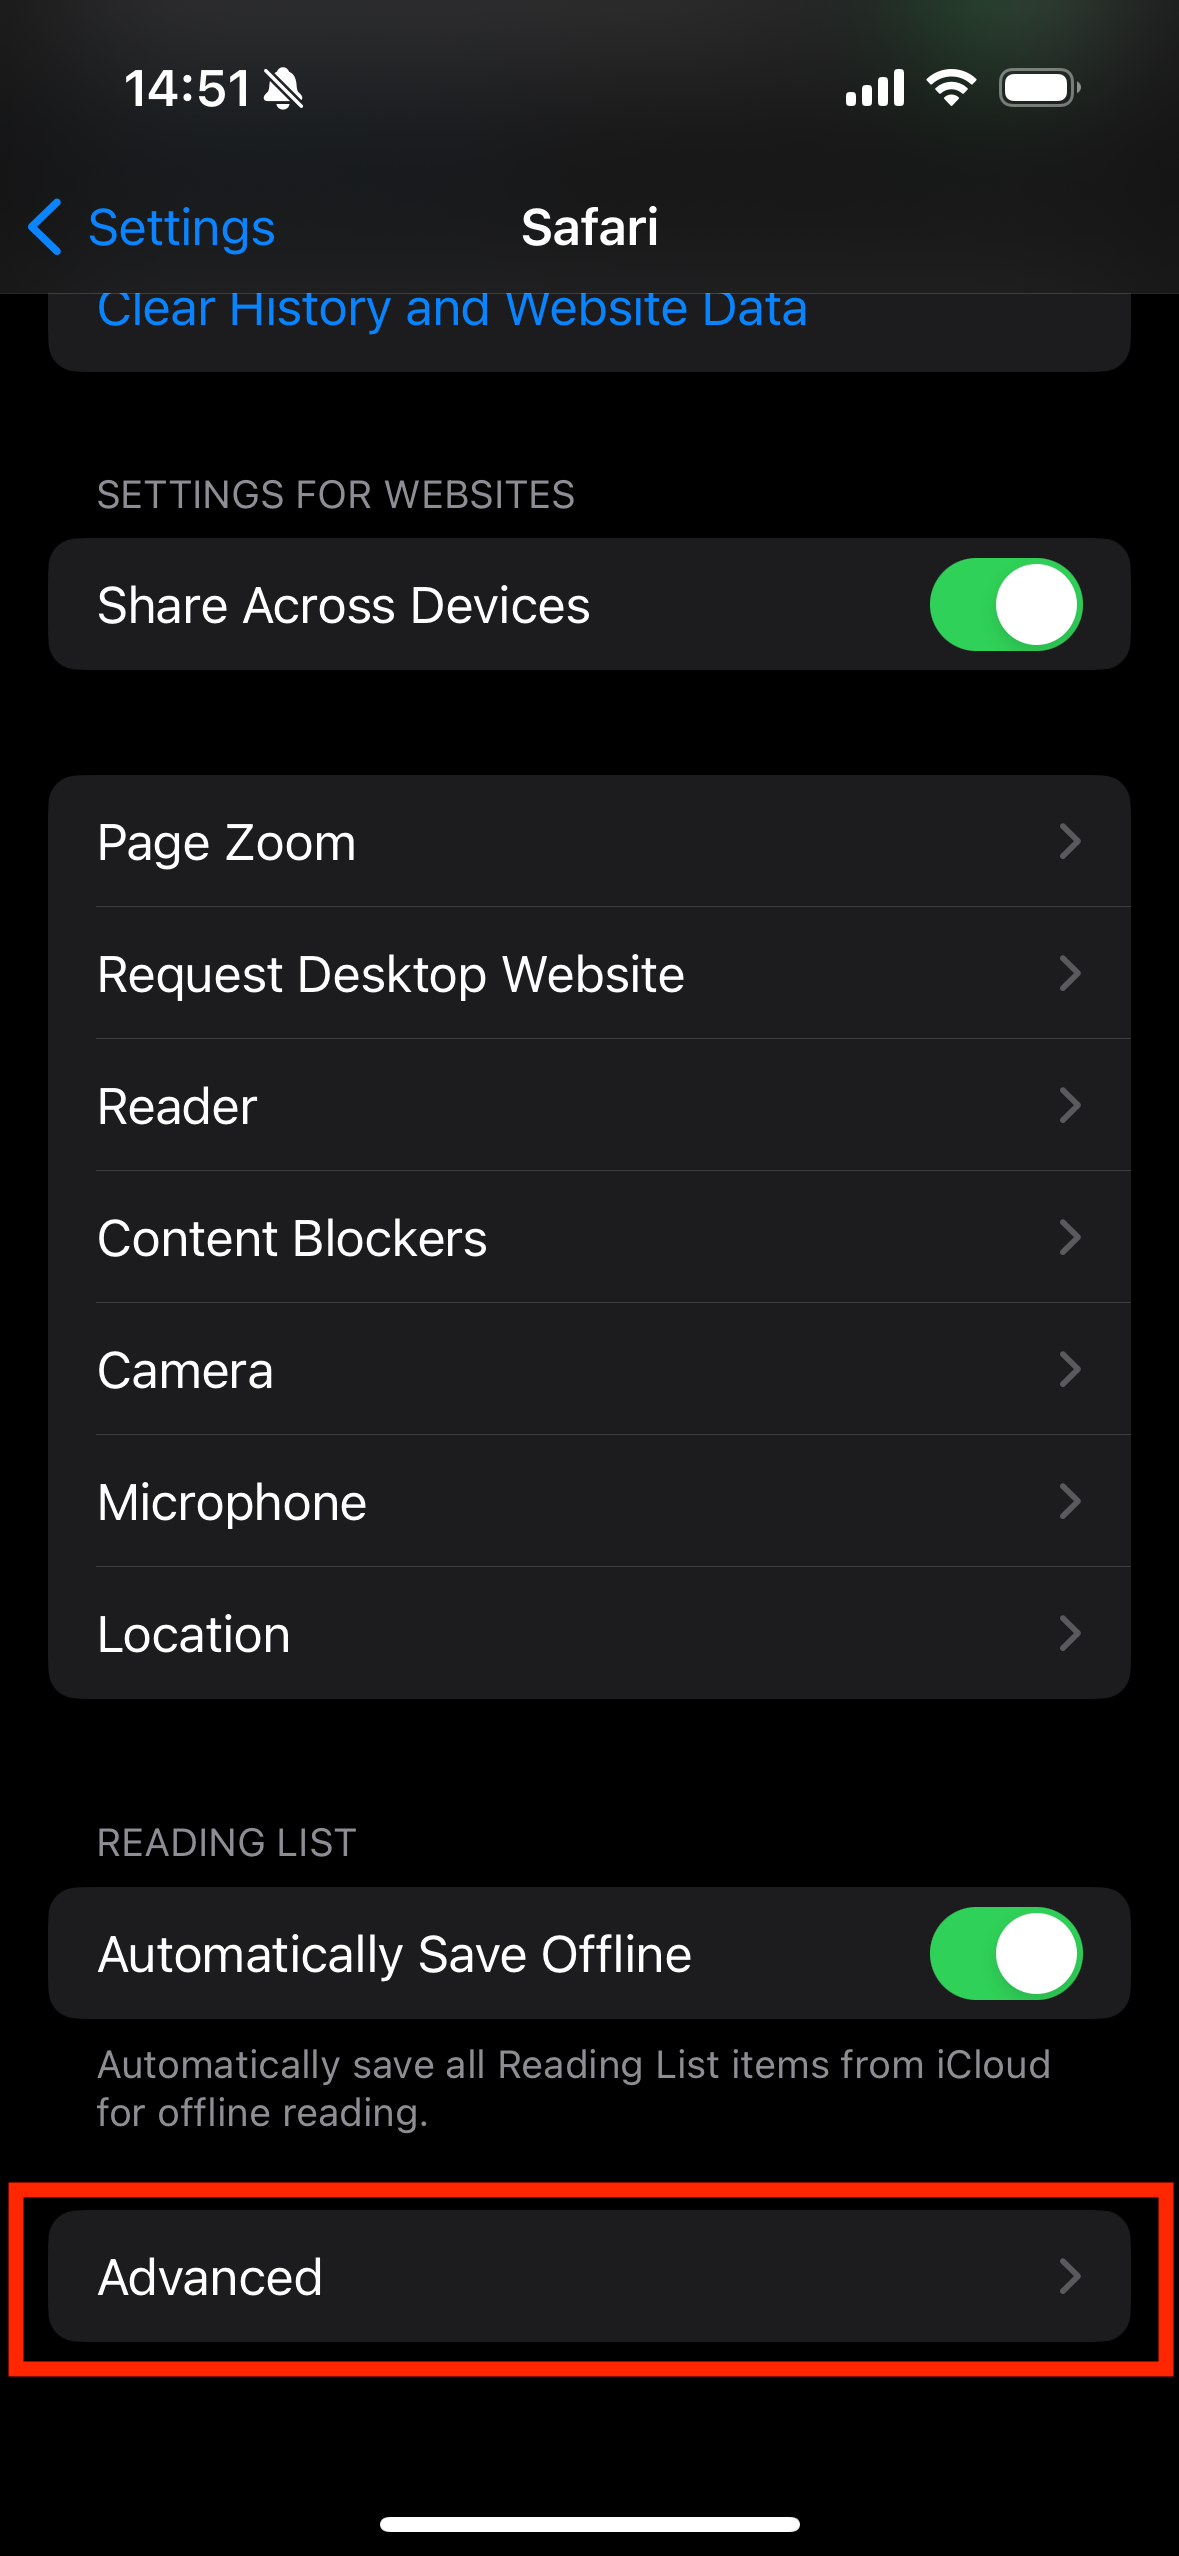 14:51
Settings
Safari
Clear History and Website Data
SETTINGS FOR WEBSITES
Share Across Devices
Page Zoom
Request Desktop Website
Reader
Content Blockers
Camera
Microphone
Location
READING LIST
Automatically Save Offline
Automatically save all Reading List items from iCloud
for offline reading.
Advanced